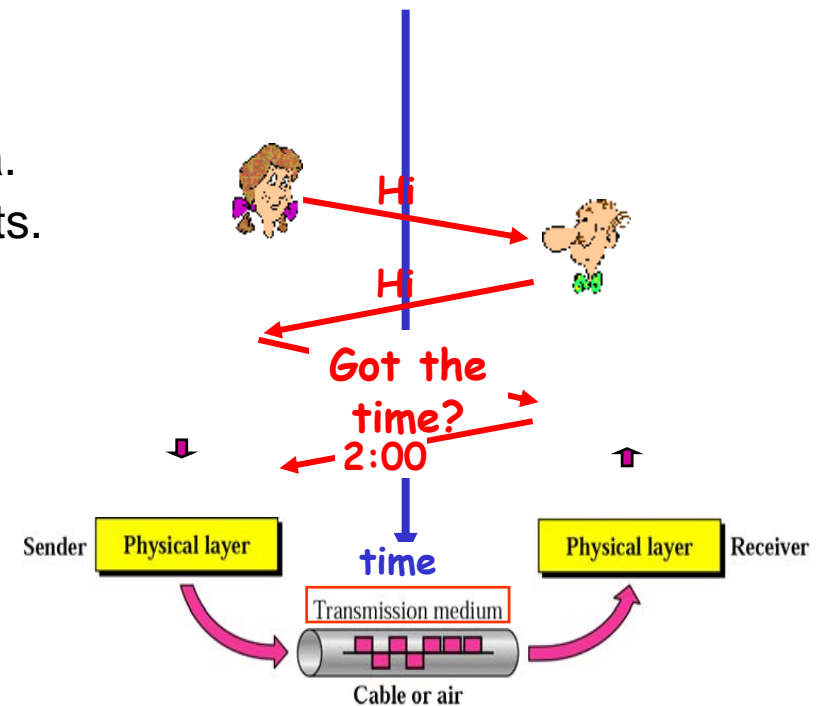 .
ts.
Hi
Hi
Got the
time?
2:00
time
Sender Physical layer Physical layer Receiver
Transmission medium
Cable or air